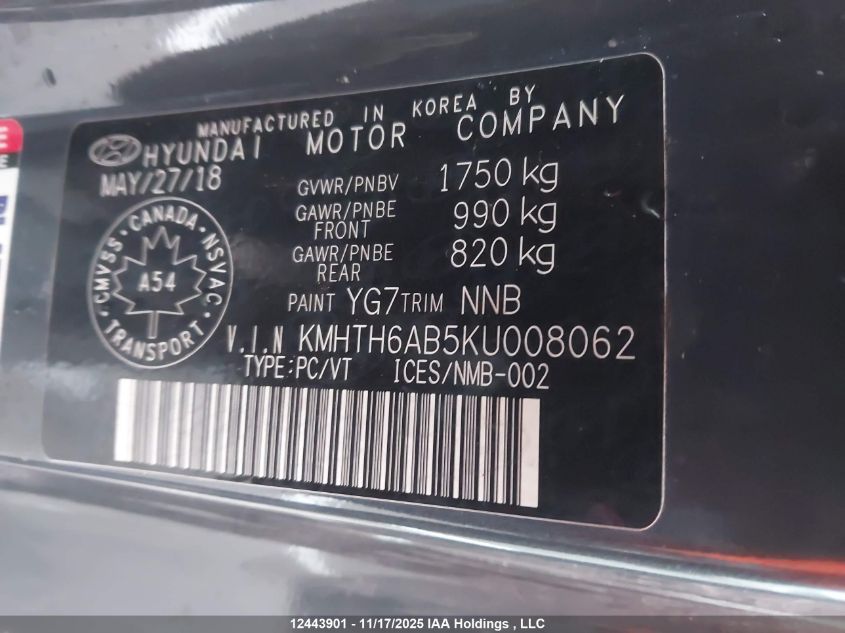 MANUFACTURED IN KOREA BY
HYUNDAI MOTOR COMPANY
MAY/27/18
GVWR/PNBV 1750 kg
GAWR/PNBE FRONT 990 kg
GAWR/PNBE REAR 820 kg
CMVSS · CANADA · NSVAC · TRANSPORT
A54
PAINT YG7 TRIM NNB
V.I.N KMHTH6AB5KU008062
TYPE:PC/VT ICES/NMB-002
12443901 - 11/17/2025 IAA Holdings , LLC